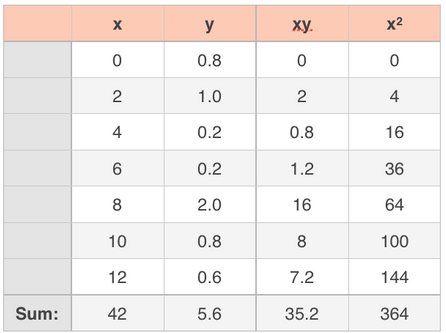 x y xy x²
0 0.8 0 0
2 1.0 2 4
4 0.2 0.8 16
6 0.2 1.2 36
8 2.0 16 64
10 0.8 8 100
12 0.6 7.2 144
Sum: 42 5.6 35.2 364